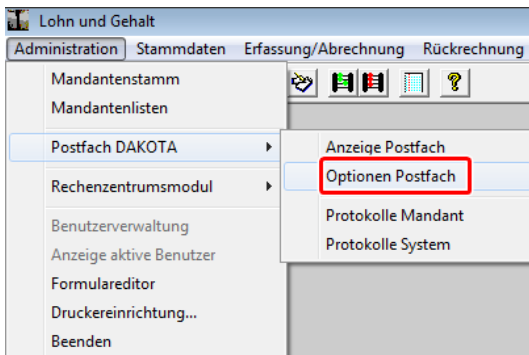 Lohn und Gehalt
Administration Stammdaten Erfassung/Abrechnung Rückrechnung
Mandantenstamm
Mandantenlisten
Postfach DAKOTA
Anzeige Postfach
Optionen Postfach
Rechenzentrumsmodul
Protokolle Mandant
Benutzerverwaltung
Protokolle System
Anzeige aktive Benutzer
Formulareditor
Druckereinrichtung...
Beenden